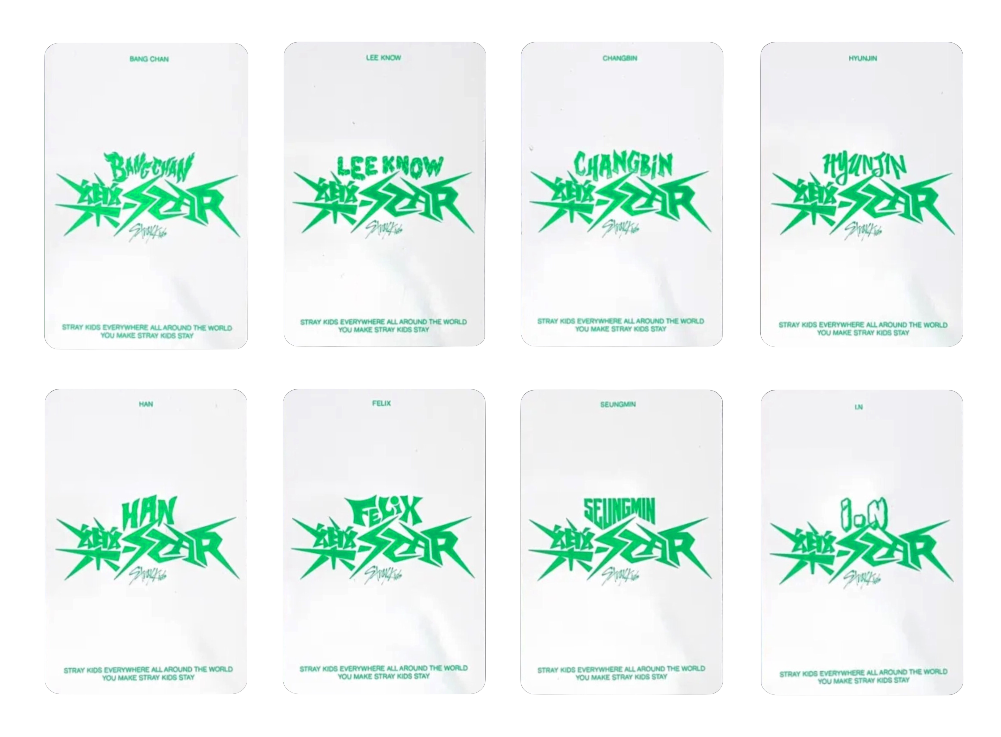 BANG CHAN
BANGCHAN
樂-STAR
Stray Kids
STRAY KIDS EVERYWHERE ALL AROUND THE WORLD
YOU MAKE STRAY KIDS STAY
LEE KNOW
LEE KNOW
樂-STAR
Stray Kids
STRAY KIDS EVERYWHERE ALL AROUND THE WORLD
YOU MAKE STRAY KIDS STAY
CHANGBIN
CHANGBiN
樂-STAR
Stray Kids
STRAY KIDS EVERYWHERE ALL AROUND THE WORLD
YOU MAKE STRAY KIDS STAY
HYUNJIN
HYUNJIN
樂-STAR
Stray Kids
STRAY KIDS EVERYWHERE ALL AROUND THE WORLD
YOU MAKE STRAY KIDS STAY
HAN
HAN
樂-STAR
Stray Kids
STRAY KIDS EVERYWHERE ALL AROUND THE WORLD
YOU MAKE STRAY KIDS STAY
FELIX
FELiX
樂-STAR
Stray Kids
STRAY KIDS EVERYWHERE ALL AROUND THE WORLD
YOU MAKE STRAY KIDS STAY
SEUNGMIN
SEUNGMIN
樂-STAR
Stray Kids
STRAY KIDS EVERYWHERE ALL AROUND THE WORLD
YOU MAKE STRAY KIDS STAY
I.N
i.N
樂-STAR
Stray Kids
STRAY KIDS EVERYWHERE ALL AROUND THE WORLD
YOU MAKE STRAY KIDS STAY